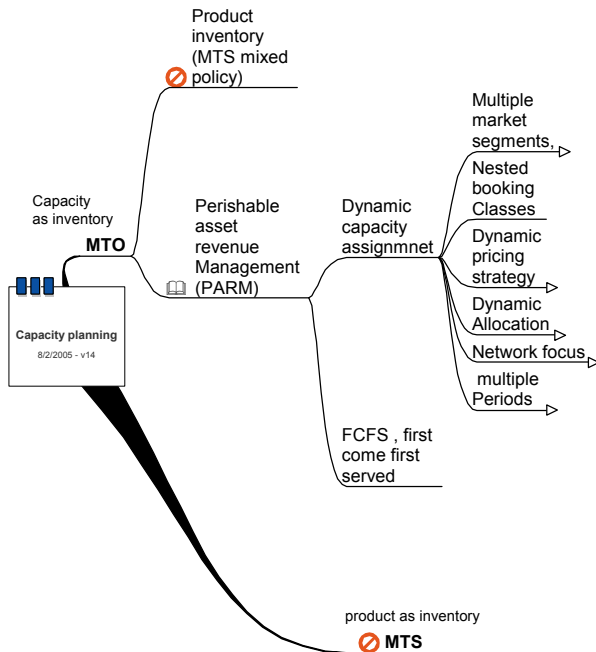 Product
inventory
(MTS mixed
policy)
Capacity
as inventory
MTO
Perishable
asset
revenue
Management
(PARM)
Dynamic
capacity
assignmnet
Multiple
market
segments,
Nested
booking
Classes
Dynamic
pricing
strategy
Dynamic
Allocation
Network focus
multiple
Periods
FCFS , first
come first
served
Capacity planning
8/2/2005 - v14
product as inventory
MTS